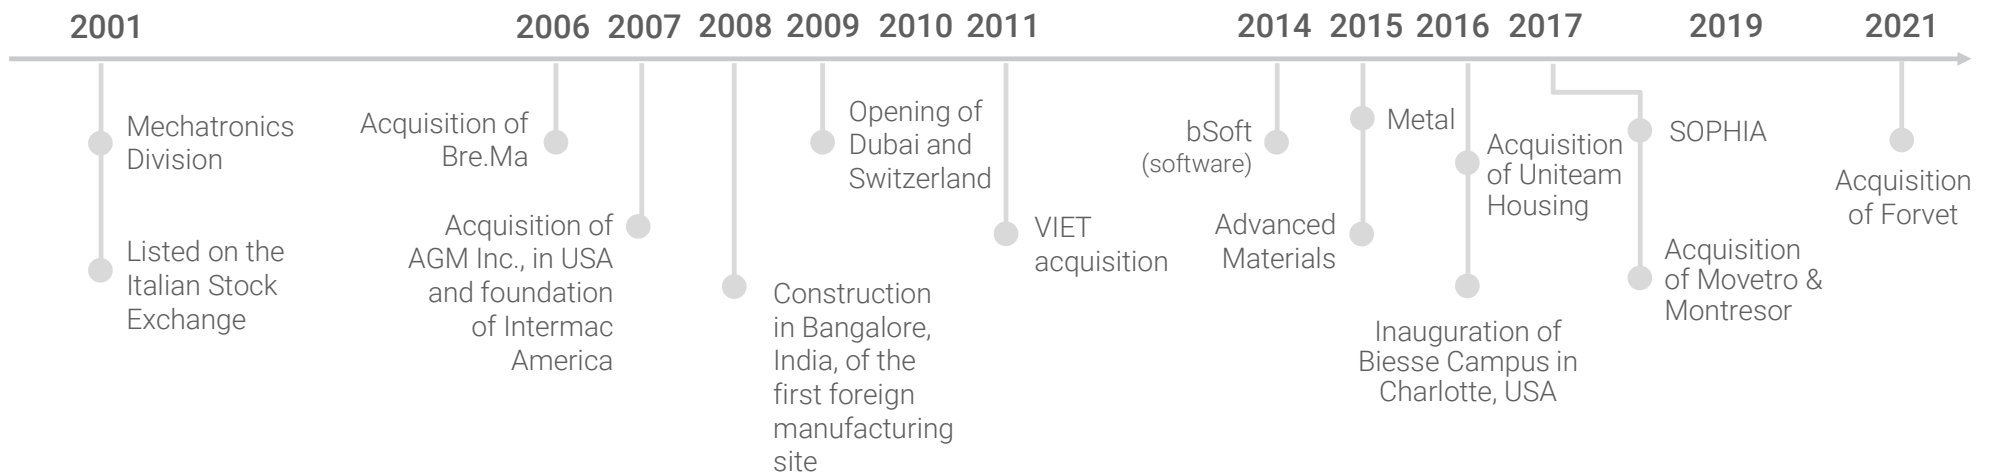 2001
2006
2007
2008
2009
2010
2011
2014
2015
2016
2017
2019
2021
Mechatronics
Division
Listed on the
Italian Stock
Exchange
Acquisition of
Bre.Ma
Acquisition of
AGM Inc., in USA
and foundation
of Intermac
America
Construction
in Bangalore,
India, of the
first foreign
manufacturing
site
Opening of
Dubai and
Switzerland
VIET
acquisition
bSoft
(software)
Metal
Advanced
Materials
Acquisition
of Uniteam
Housing
Inauguration of
Biesse Campus in
Charlotte, USA
SOPHIA
Acquisition
of Movetro &
Montresor
Acquisition
of Forvet